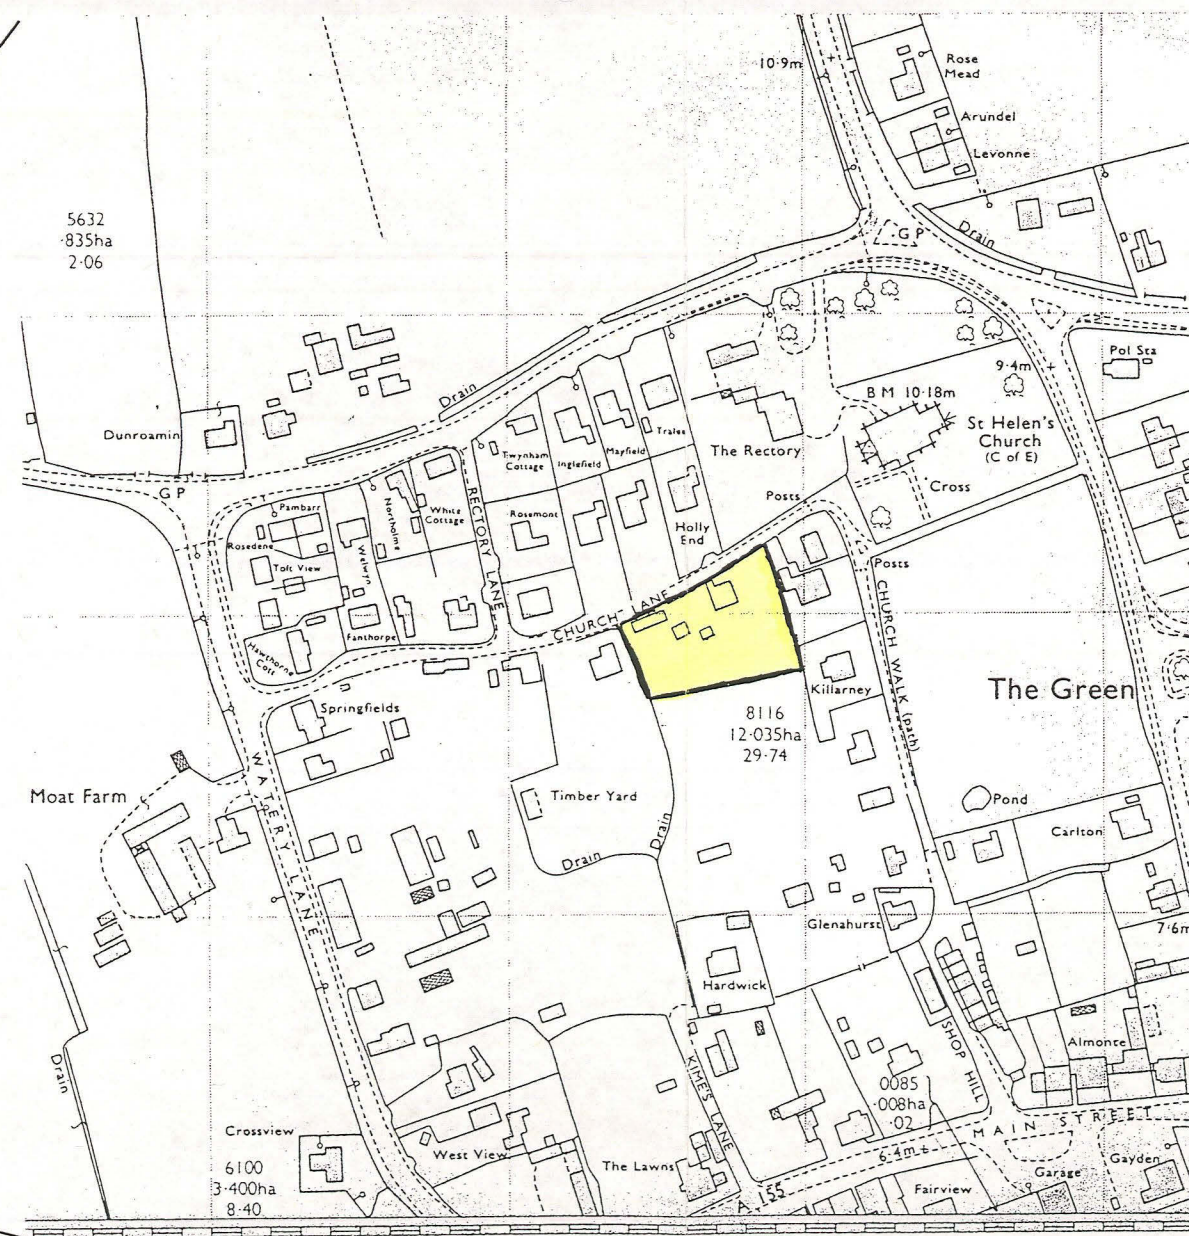 10·9m
Rose
Mead
Arundel
Levonne
5632
·835ha
2·06
GP
Drain
Pol Sta
9·4m
BM 10·18m
Drain
St Helen's
Church
(C of E)
Dunroamin
Twynham
Cottage
Inglefield
Mayfield
Tralee
The Rectory
GP
Cross
Posts
Pambarr
Northolme
White
Cottage
RECTORY LANE
Rosemont
Holly
End
Rosedene
Welwyn
Toft View
Posts
CHURCH LANE
CHURCH WALK (path)
Fanthorpe
Hawthorne
Cott
Killarney
The Green
Springfields
8116
12·035ha
29·74
WATERY LANE
Moat Farm
Timber Yard
Pond
Drain
Drain
Carlton
Glenahurst
7·6m
Hardwick
SHOP HILL
Almonte
Drain
KIME'S LANE
0085
·008ha
·02
MAIN STREET
Crossview
West View
6·4m
6100
3·400ha
8·40
The Lawns
A 155
Fairview
Garage
Gayden